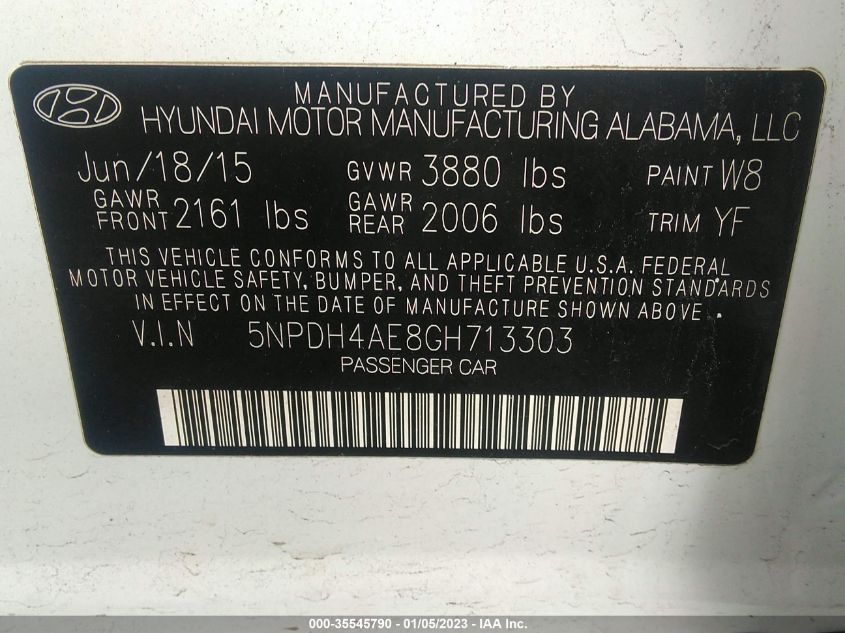 MANUFACTURED BY
HYUNDAI MOTOR MANUFACTURING ALABAMA, LLC
Jun/18/15 GVWR 3880 lbs PAINT W8
GAWR FRONT 2161 lbs GAWR REAR 2006 lbs TRIM YF
THIS VEHICLE CONFORMS TO ALL APPLICABLE U.S.A. FEDERAL
MOTOR VEHICLE SAFETY, BUMPER, AND THEFT PREVENTION STANDARDS
IN EFFECT ON THE DATE OF MANUFACTURE SHOWN ABOVE.
V.I.N 5NPDH4AE8GH713303
PASSENGER CAR
000-35545790 - 01/05/2023 - IAA Inc.